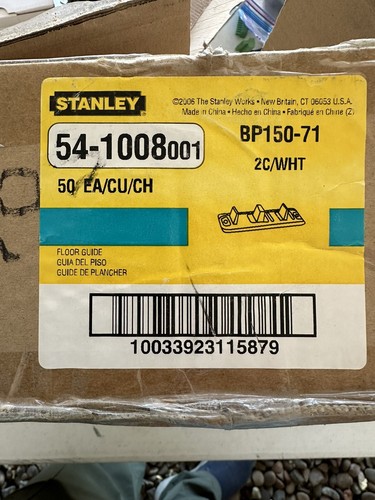 STANLEY
©2006 The Stanley Works • New Britain, CT 06053 U.S.A.
Made in China • Hecho en China • Fabriqué en Chine (Z)
54-1008001
BP150-71
50 EA/CU/CH
2C/WHT
FLOOR GUIDE
GUIA DEL PISO
GUIDE DE PLANCHER
10033923115879